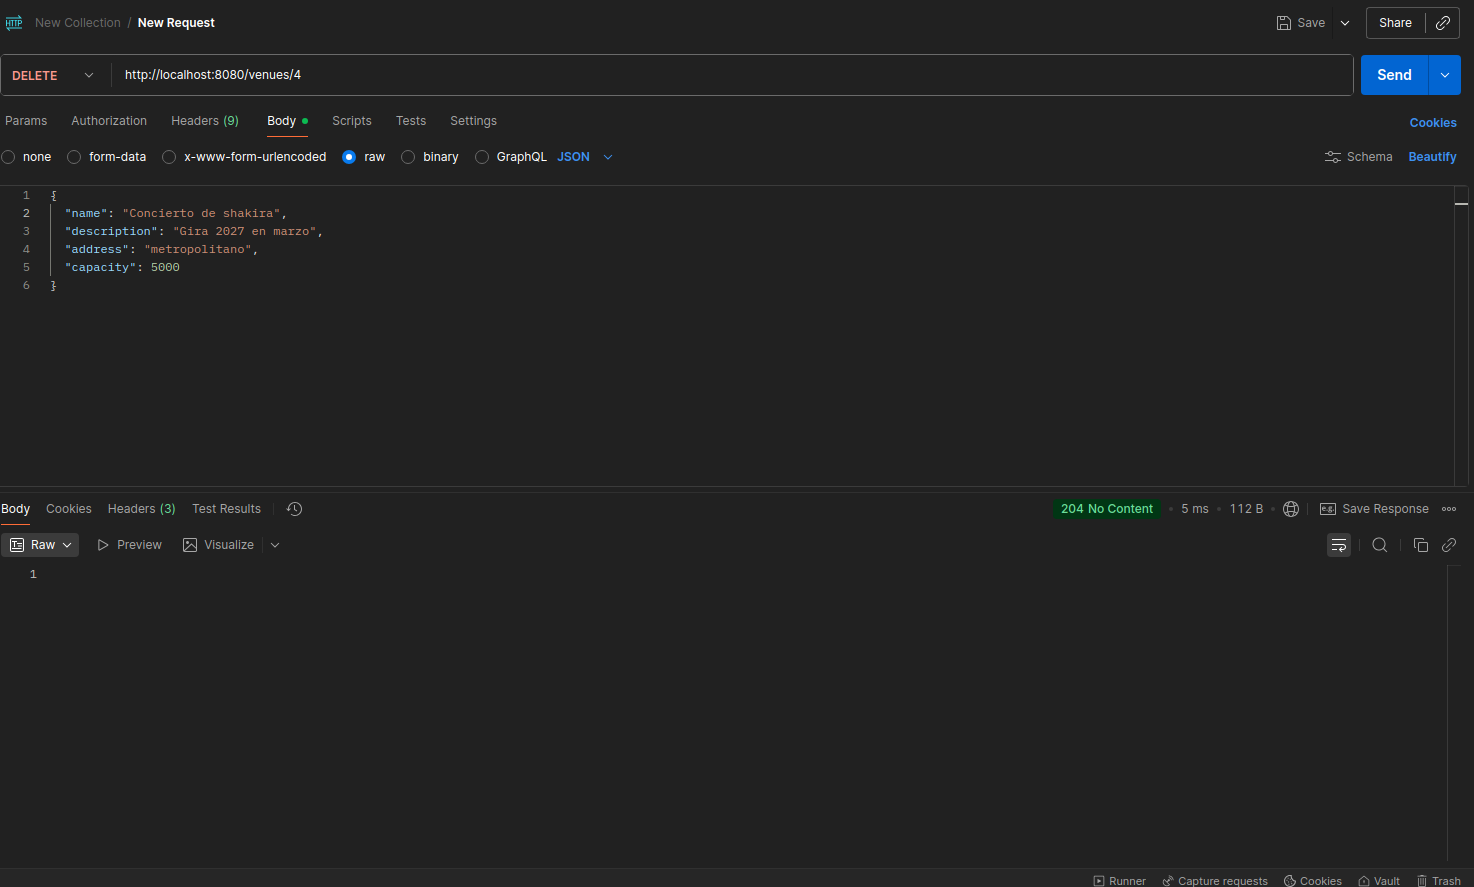 HTTP New Collection / New Request Save Share
DELETE http://localhost:8080/venues/4 Send
Params Authorization Headers (9) Body Scripts Tests Settings Cookies
none form-data x-www-form-urlencoded raw binary GraphQL JSON Schema Beautify
1 {
2 "name": "Concierto de shakira",
3 "description": "Gira 2027 en marzo",
4 "address": "metropolitano",
5 "capacity": 5000
6 }
Body Cookies Headers (3) Test Results 204 No Content • 5 ms • 112 B • e.g. Save Response
Raw Preview Visualize
1
Runner Capture requests Cookies Vault Trash